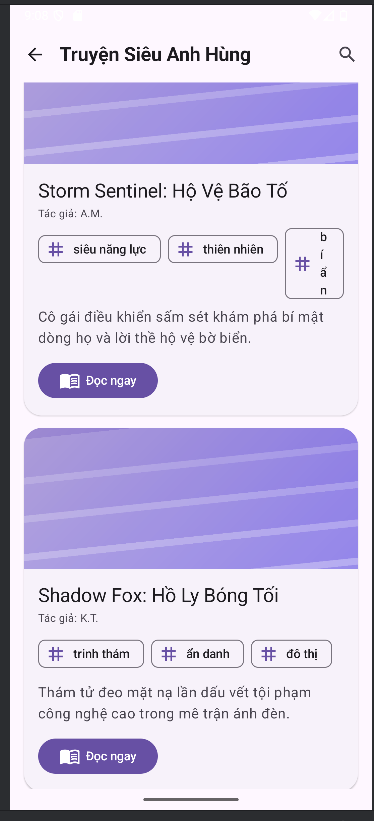 Truyện Siêu Anh Hùng
Storm Sentinel: Hộ Vệ Bão Tố
Tác giả: A.M.
# siêu năng lực # thiên nhiên # bí ẩn
Cô gái điều khiển sấm sét khám phá bí mật
dòng họ và lời thề hộ vệ bờ biển.
Đọc ngay
Shadow Fox: Hồ Ly Bóng Tối
Tác giả: K.T.
# trinh thám # ẩn danh # đô thị
Thám tử đeo mặt nạ lần dấu vết tội phạm
công nghệ cao trong mê trận ánh đèn.
Đọc ngay